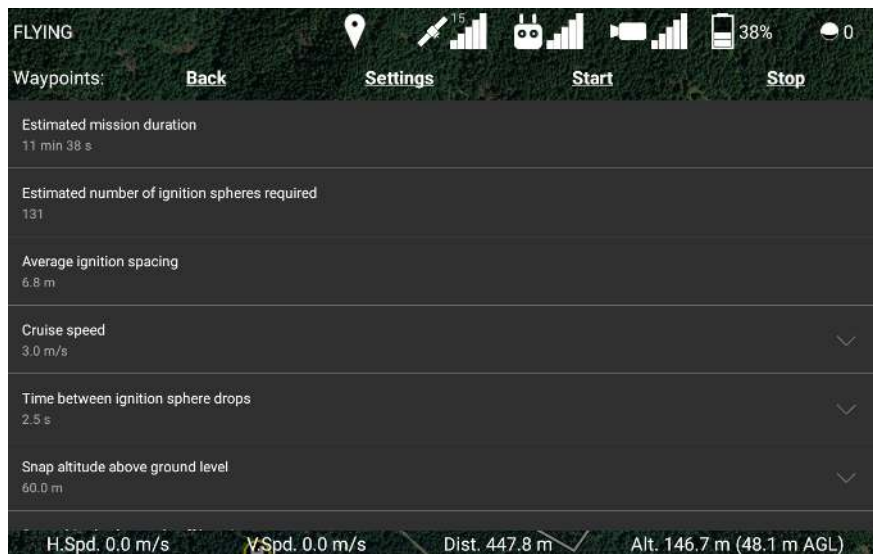 FLYING 15 38% 0
Waypoints: Back Settings Start Stop
Estimated mission duration
11 min 38 s
Estimated number of ignition spheres required
131
Average ignition spacing
6.8 m
Cruise speed
3.0 m/s
Time between ignition sphere drops
2.5 s
Snap altitude above ground level
60.0 m
H.Spd. 0.0 m/s V.Spd. 0.0 m/s Dist. 447.8 m Alt. 146.7 m (48.1 m AGL)